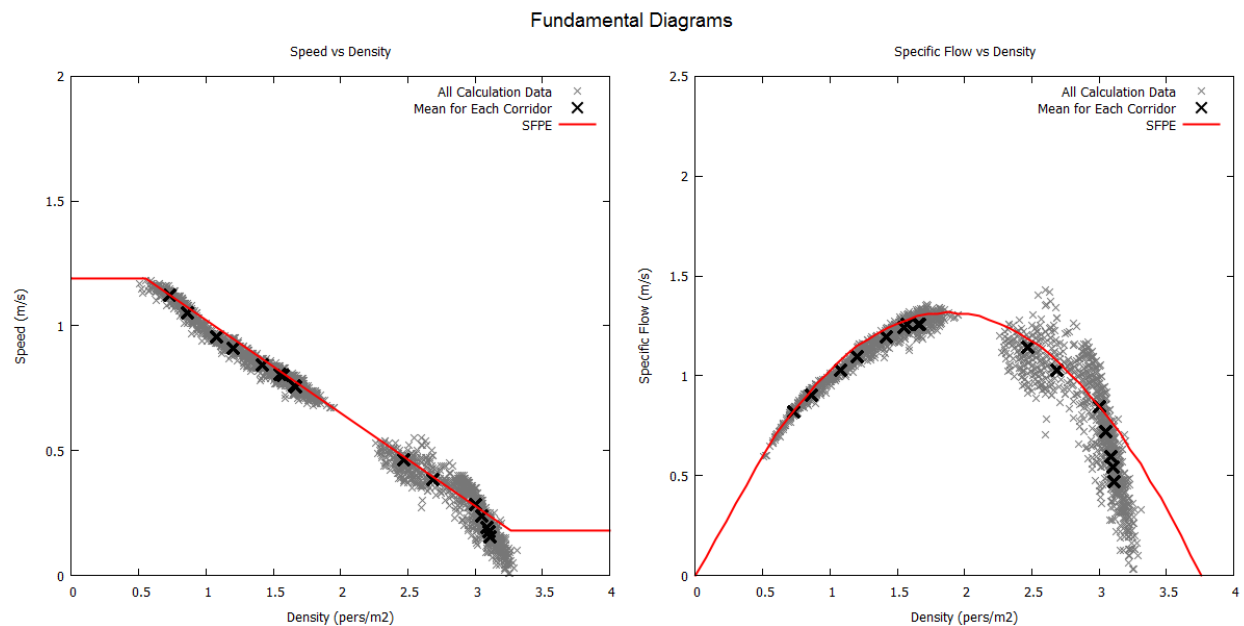 Fundamental Diagrams
Speed vs Density
2
1.5
1
0.5
0
Speed (m/s)
All Calculation Data
Mean for Each Corridor
SFPE
0 0.5 1 1.5 2 2.5 3 3.5 4
Density (pers/m2)
Specific Flow vs Density
2.5
2
1.5
1
0.5
0
Specific Flow (m/s)
All Calculation Data
Mean for Each Corridor
SFPE
0 0.5 1 1.5 2 2.5 3 3.5 4
Density (pers/m2)